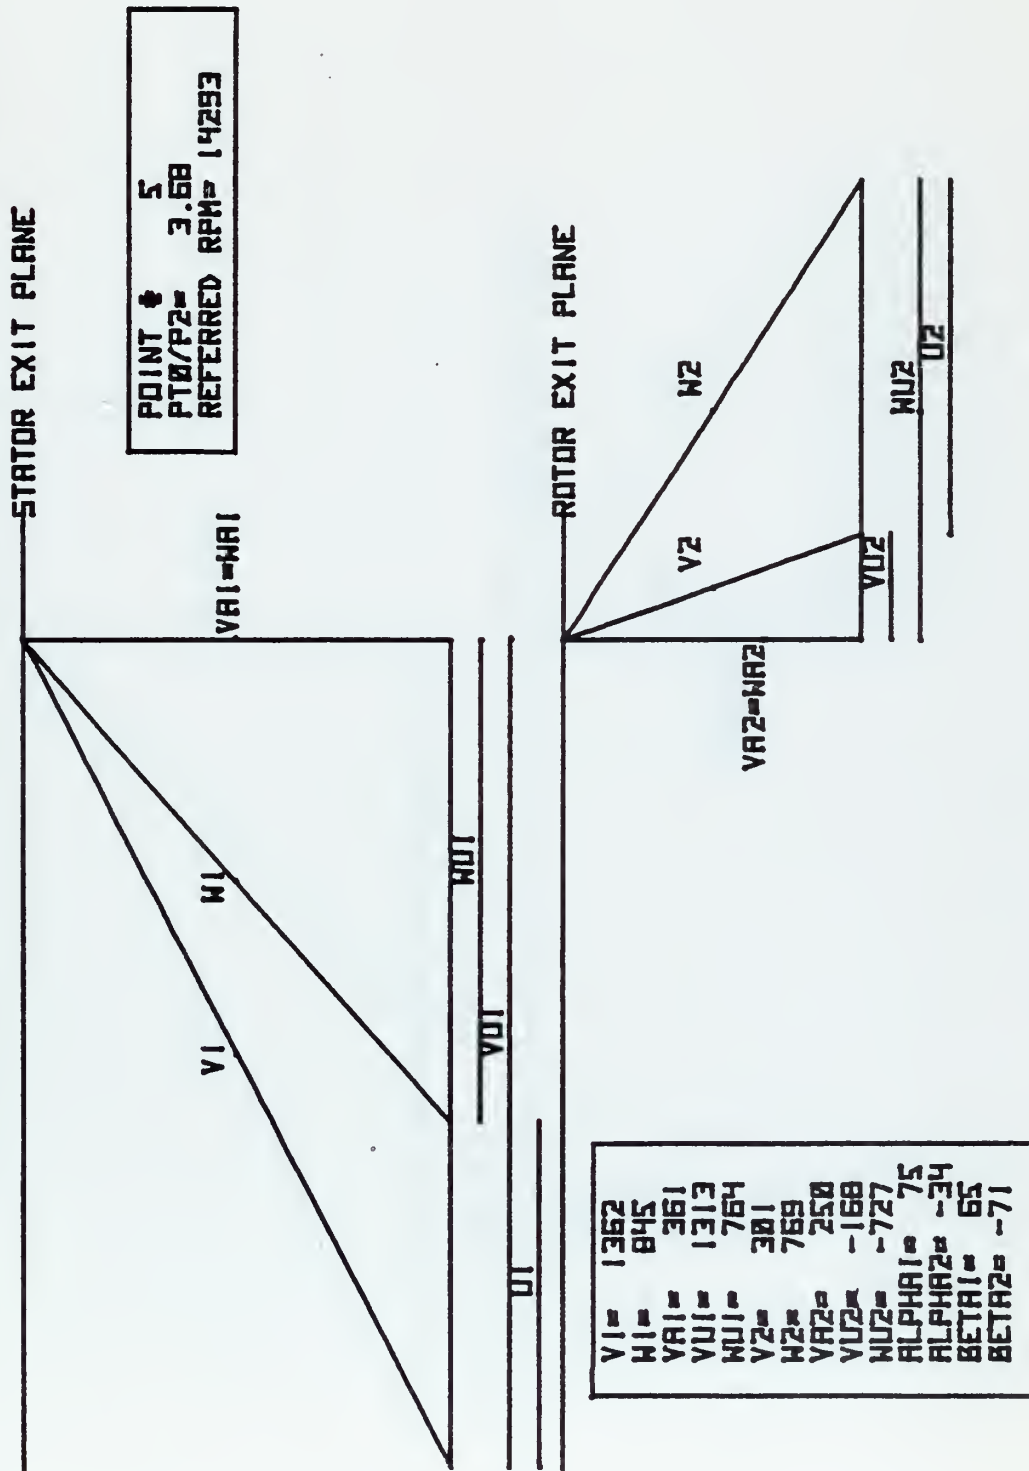 STATOR EXIT PLANE
POINT # 5
PT0/P2= 3.68
REFERRED RPM= 14293
VA1=WA1
V1
W1
WU1
VU1
U1
ROTOR EXIT PLANE
V2
W2
VA2=WA2
VU2
WU2
U2
V1= 1362
W1= 845
VA1= 361
VU1= 1313
WU1= 764
V2= 301
W2= 769
VA2= 250
VU2= -168
WU2= -727
ALPHA1= 75
ALPHA2= -34
BETA1= 65
BETA2= -71